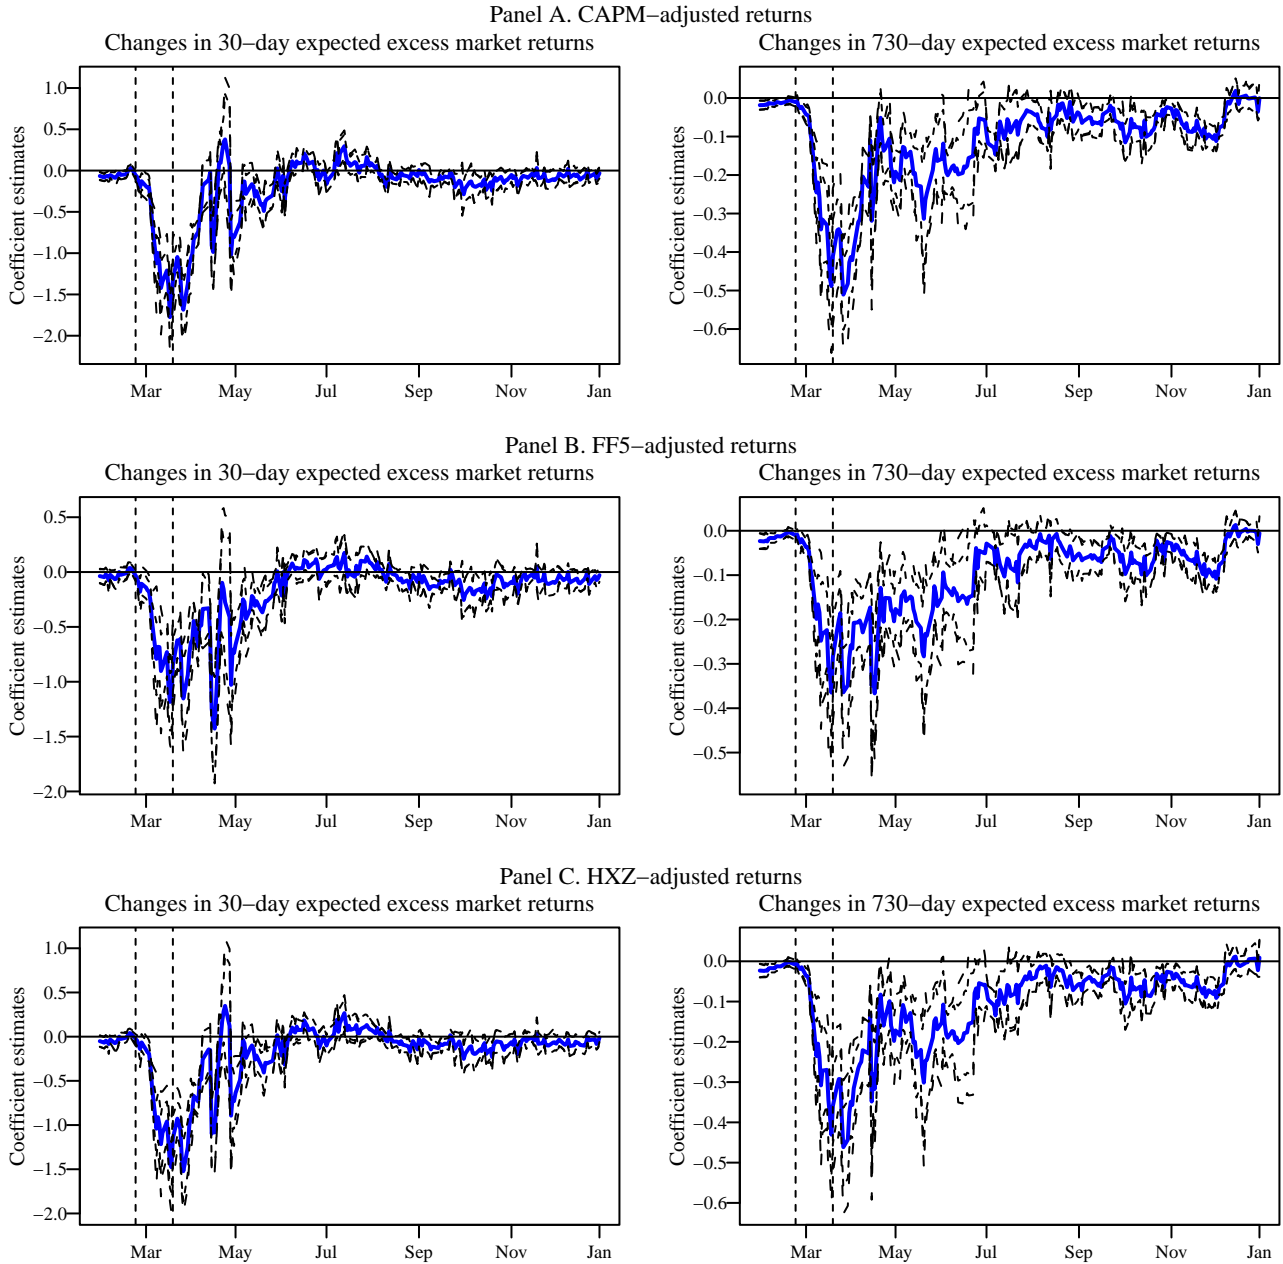 Panel A. CAPM−adjusted returns
Changes in 30−day expected excess market returns
Coefficient estimates
1.0
0.5
0.0
−0.5
−1.0
−1.5
−2.0
Mar May Jul Sep Nov Jan
Changes in 730−day expected excess market returns
Coefficient estimates
0.0
−0.1
−0.2
−0.3
−0.4
−0.5
−0.6
Mar May Jul Sep Nov Jan
Panel B. FF5−adjusted returns
Changes in 30−day expected excess market returns
Coefficient estimates
0.5
0.0
−0.5
−1.0
−1.5
−2.0
Mar May Jul Sep Nov Jan
Changes in 730−day expected excess market returns
Coefficient estimates
0.0
−0.1
−0.2
−0.3
−0.4
−0.5
Mar May Jul Sep Nov Jan
Panel C. HXZ−adjusted returns
Changes in 30−day expected excess market returns
Coefficient estimates
1.0
0.5
0.0
−0.5
−1.0
−1.5
−2.0
Mar May Jul Sep Nov Jan
Changes in 730−day expected excess market returns
Coefficient estimates
0.0
−0.1
−0.2
−0.3
−0.4
−0.5
−0.6
Mar May Jul Sep Nov Jan